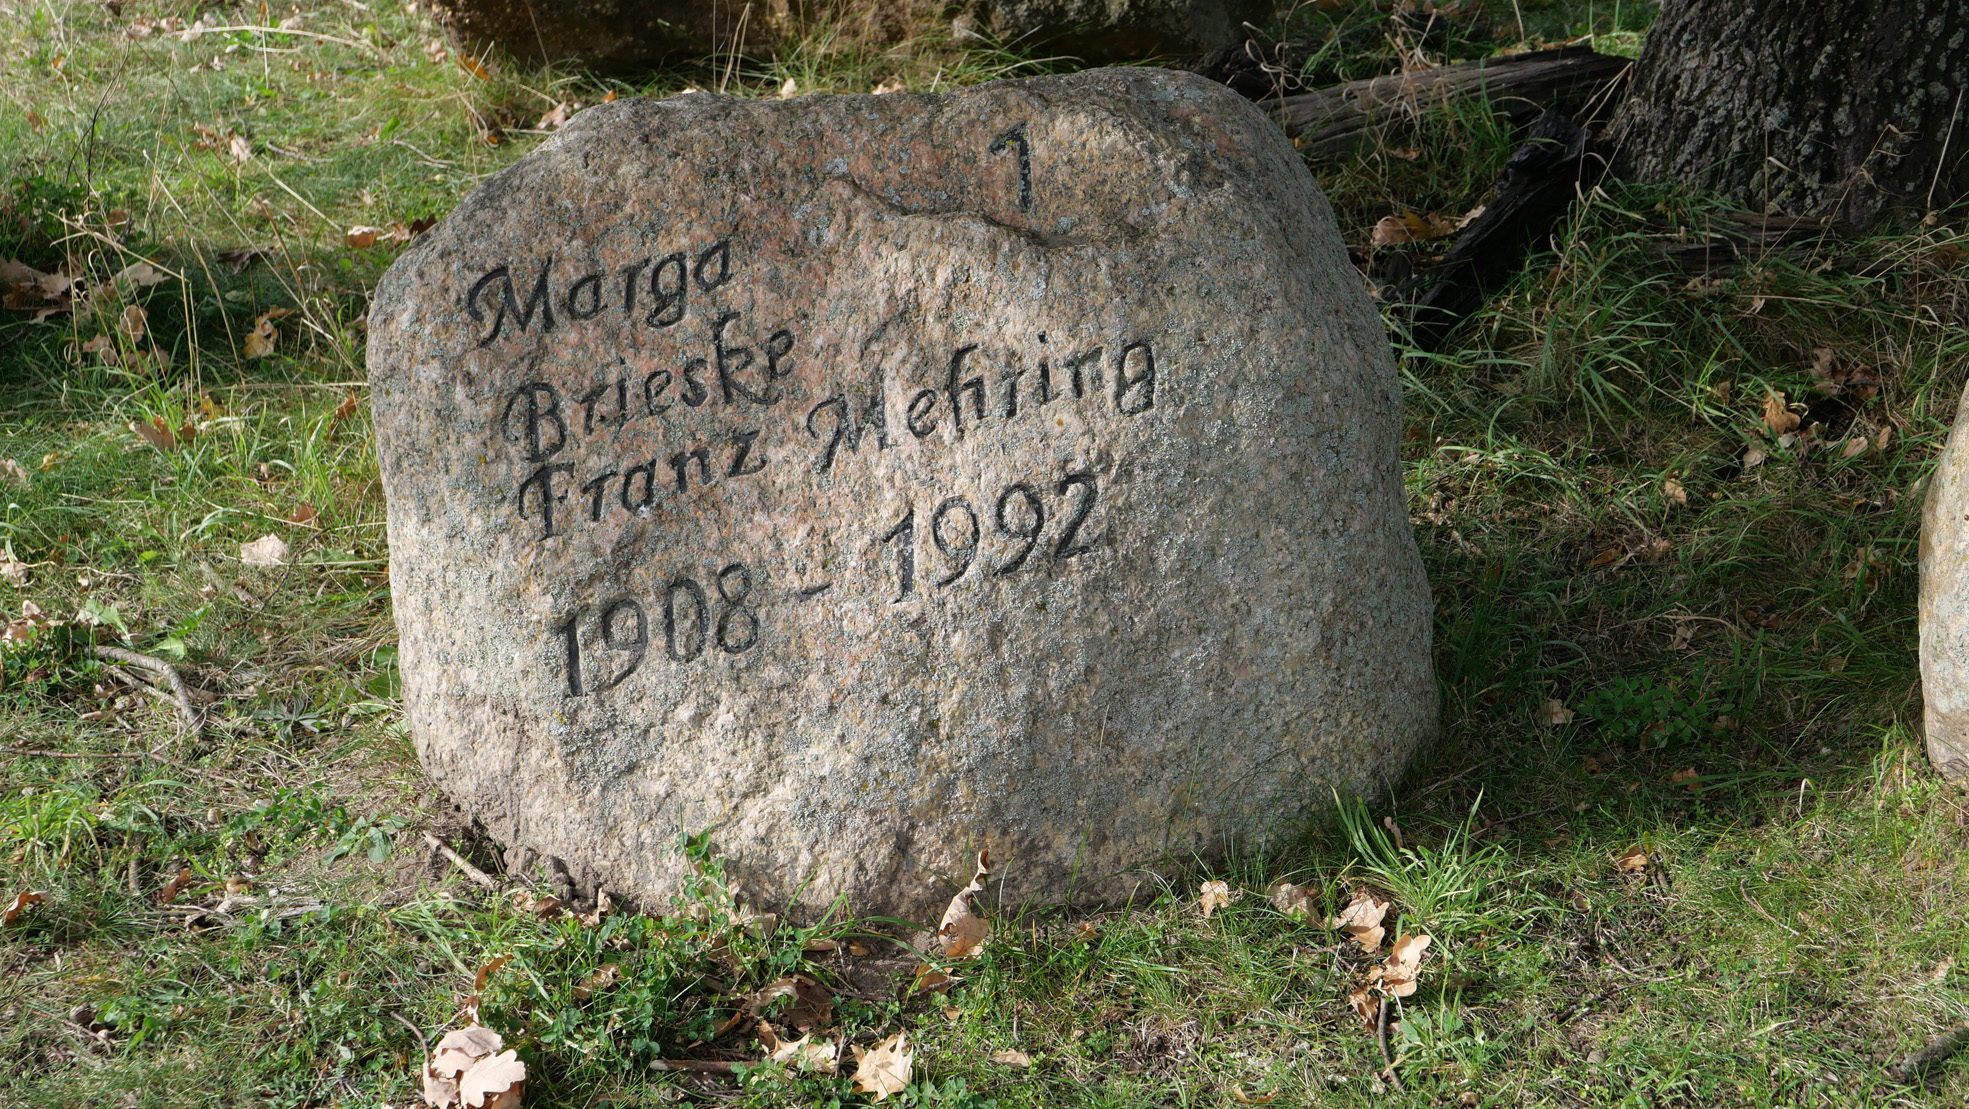 1
Marga
Brieske
Franz Mehring
1908 - 1992